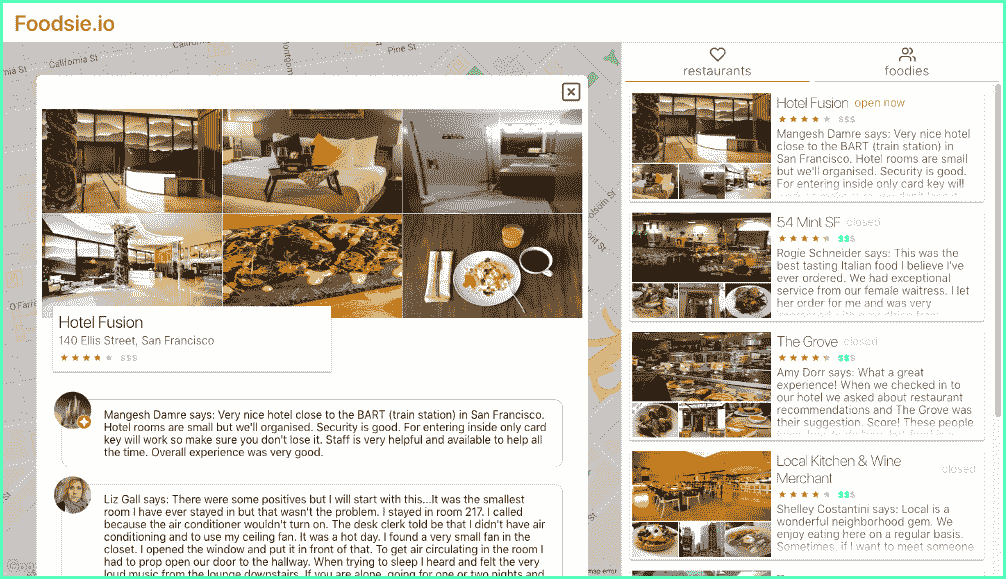 Foodsie.io
California St
Pine St
restaurants
foodies
Hotel Fusion
140 Ellis Street, San Francisco
$$$
Mangesh Damre says: Very nice hotel close to the BART (train station) in San Francisco.
Hotel rooms are small but we'll organised. Security is good. For entering inside only card
key will work so make sure you don't lose it. Staff is very helpful and available to help all
the time. Overall experience was very good.
Liz Gall says: There were some positives but I will start with this...It was the smallest
room I have ever stayed in but that wasn't the problem. I stayed in room 217. I called
because the air conditioner wouldn't turn on. The desk clerk told be that I didn't have air
conditioning and to use my ceiling fan. It was a hot day. I found a very small fan in the
closet. I opened the window and put it in front of that. To get air circulating in the room I
had to prop open our door to the hallway. When trying to sleep I heard and felt the very
loud music from the lounge downstairs. If you are alone, going for one or two nights and
Hotel Fusion open now
$$$
Mangesh Damre says: Very nice hotel
close to the BART (train station) in
San Francisco. Hotel rooms are small
but we'll organised. Security is good.
For entering inside only card key will
54 Mint SF closed
$$$
Rogie Schneider says: This was the
best tasting Italian food I believe I've
ever ordered. We had exceptional
service from our female waitress. I let
her order for me and was very
The Grove closed
$$$
Amy Dorr says: What a great
experience! When we checked in to
our hotel we asked about restaurant
recommendations and The Grove was
their suggestion. Score! These people
Local Kitchen & Wine
Merchant closed
$$$
Shelley Costantini says: Local is a
wonderful neighborhood gem. We
enjoy eating here on a regular basis.
Sometimes, if I want to meet someone